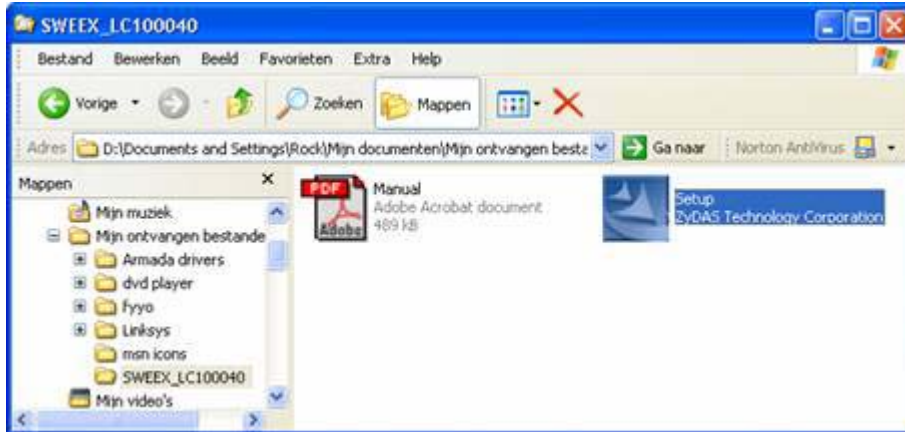 SWEEX_LC100040
Bestand Bewerken Beeld Favorieten Extra Help
Vorige Zoeken Mappen
Adres D:\Documents and Settings\Rock\Mijn documenten\Mijn ontvangen besta Ga naar Norton AntiVirus
Mappen
Mijn muziek
Mijn ontvangen bestande
Armada drivers
dvd player
fyyo
Linksys
msn icons
SWEEX_LC100040
Mijn video's
PDF
Adobe
Manual
Adobe Acrobat document
489 kB
Setup
ZyDAS Technology Corporation